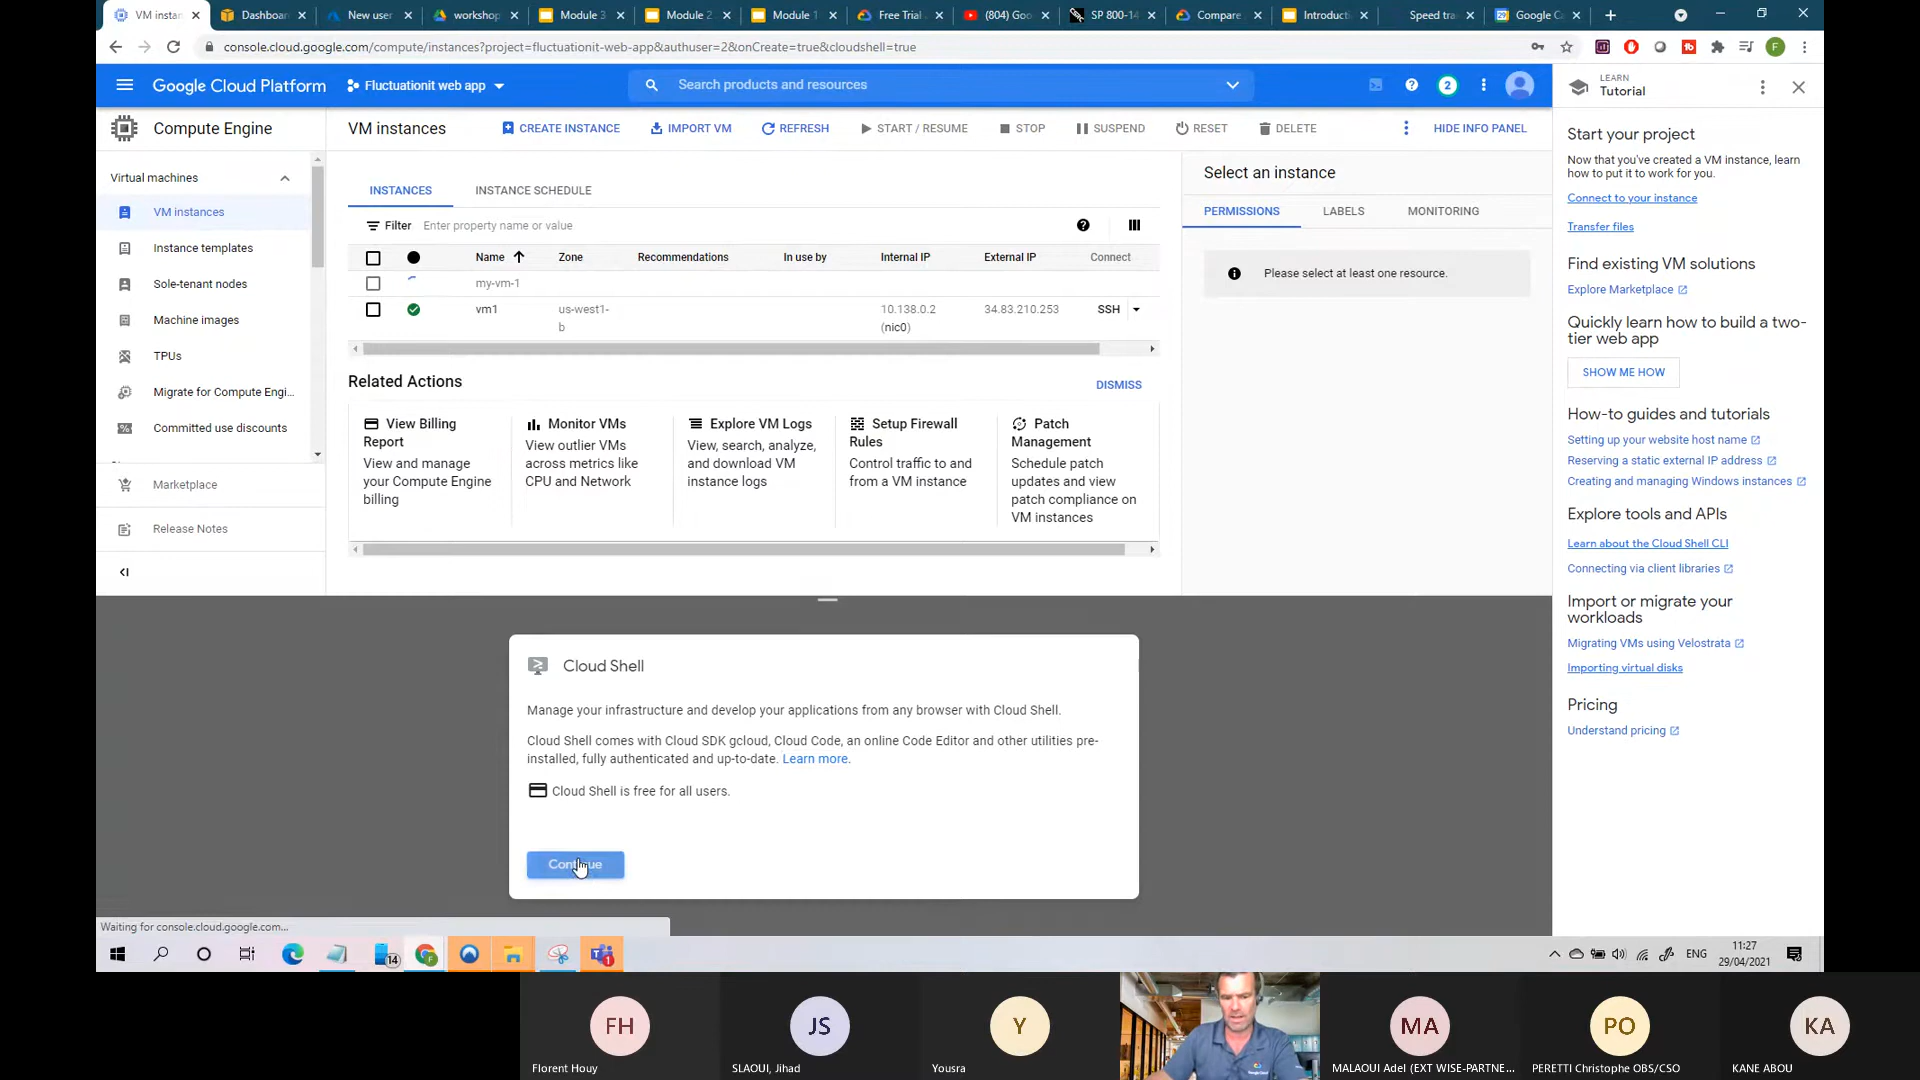 VM instanc
Dashboar
New user
workshop
Module 3
Module 2
Module 1
Free Trial
(804) Goo
SP 800-14
Compare
Introducti
Speed tra
Google C
console.cloud.google.com/compute/instances?project=fluctuationit-web-app&authuser=2&onCreate=true&cloudshell=true
F
Google Cloud Platform
Fluctuationit web app
Search products and resources
2
LEARN
Tutorial
Compute Engine
VM instances
CREATE INSTANCE
IMPORT VM
REFRESH
START / RESUME
STOP
SUSPEND
RESET
DELETE
HIDE INFO PANEL
Virtual machines
VM instances
Instance templates
Sole-tenant nodes
Machine images
TPUs
Migrate for Compute Engi...
Committed use discounts
Marketplace
Release Notes
INSTANCES
INSTANCE SCHEDULE
Filter
Enter property name or value
Name
Zone
Recommendations
In use by
Internal IP
External IP
Connect
my-vm-1
vm1
us-west1-
b
10.138.0.2
(nic0)
34.83.210.253
SSH
Related Actions
DISMISS
View Billing
Report
View and manage
your Compute Engine
billing
Monitor VMs
View outlier VMs
across metrics like
CPU and Network
Explore VM Logs
View, search, analyze,
and download VM
instance logs
Setup Firewall
Rules
Control traffic to and
from a VM instance
Patch
Management
Schedule patch
updates and view
patch compliance on
VM instances
Select an instance
PERMISSIONS
LABELS
MONITORING
Please select at least one resource.
Start your project
Now that you've created a VM instance, learn
how to put it to work for you.
Connect to your instance
Transfer files
Find existing VM solutions
Explore Marketplace
Quickly learn how to build a two-
tier web app
SHOW ME HOW
How-to guides and tutorials
Setting up your website host name
Reserving a static external IP address
Creating and managing Windows instances
Explore tools and APIs
Learn about the Cloud Shell CLI
Connecting via client libraries
Import or migrate your
workloads
Migrating VMs using Velostrata
Importing virtual disks
Pricing
Understand pricing
Cloud Shell
Manage your infrastructure and develop your applications from any browser with Cloud Shell.
Cloud Shell comes with Cloud SDK gcloud, Cloud Code, an online Code Editor and other utilities pre-
installed, fully authenticated and up-to-date. Learn more.
Cloud Shell is free for all users.
Continue
Waiting for console.cloud.google.com...
14
1
ENG
11:27
29/04/2021
FH
Florent Houy
JS
SLAOUI, Jihad
Y
Yousra
MA
MALAOUI Adel (EXT WISE-PARTNE...
PO
PERETTI Christophe OBS/CSO
KA
KANE ABOU